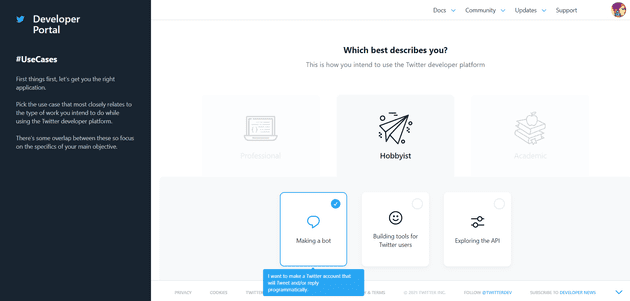 Developer
Portal
Docs
Community
Updates
Support
#UseCases
First things first, let's get you the right
application.
Pick the use case that most closely relates to
the type of work you intend to do while
using the Twitter developer platform.
There's some overlap between these so focus
on the specifics of your main objective.
Which best describes you?
This is how you intend to use the Twitter developer platform
Professional
Hobbyist
Academic
Making a bot
Building tools for
Twitter users
Exploring the API
I want to make a Twitter account that
will Tweet and/or reply
programmatically.
PRIVACY
COOKIES
& TERMS
© 2021 TWITTER INC.
FOLLOW @TWITTERDEV
SUBSCRIBE TO DEVELOPER NEWS